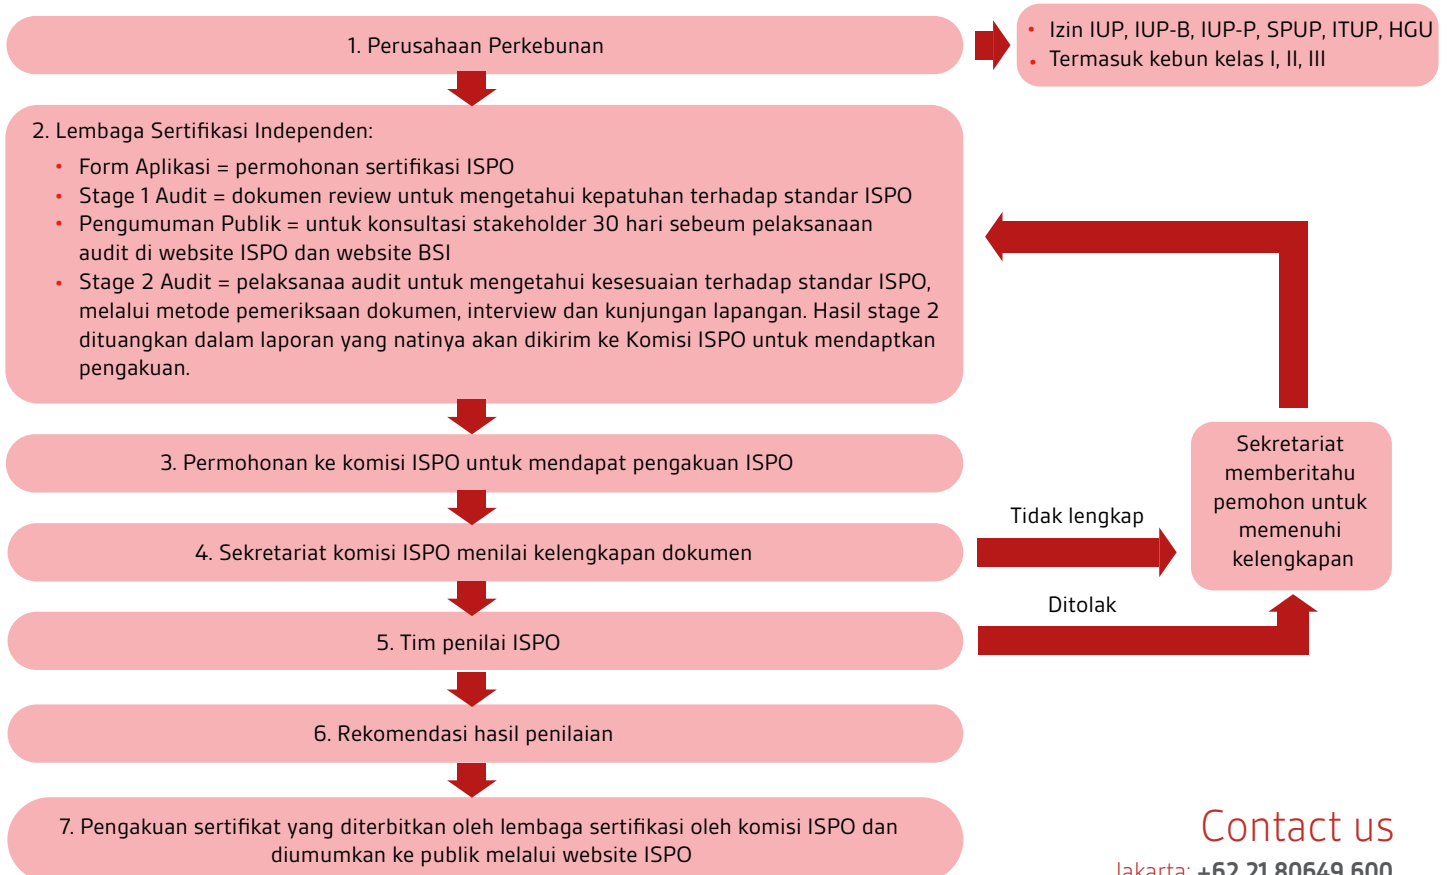 1. Perusahaan Perkebunan
• Izin IUP, IUP-B, IUP-P, SPUP, ITUP, HGU
• Termasuk kebun kelas I, II, III
2. Lembaga Sertifikasi Independen:
• Form Aplikasi = permohonan sertifikasi ISPO
• Stage 1 Audit = dokumen review untuk mengetahui kepatuhan terhadap standar ISPO
• Pengumuman Publik = untuk konsultasi stakeholder 30 hari sebeum pelaksanaan
audit di website ISPO dan website BSI
• Stage 2 Audit = pelaksanaa audit untuk mengetahui kesesuaian terhadap standar ISPO,
melalui metode pemeriksaan dokumen, interview dan kunjungan lapangan. Hasil stage 2
dituangkan dalam laporan yang natinya akan dikirim ke Komisi ISPO untuk mendaptkan
pengakuan.
3. Permohonan ke komisi ISPO untuk mendapat pengakuan ISPO
4. Sekretariat komisi ISPO menilai kelengkapan dokumen
Tidak lengkap
Sekretariat
memberitahu
pemohon untuk
memenuhi
kelengkapan
5. Tim penilai ISPO
Ditolak
6. Rekomendasi hasil penilaian
7. Pengakuan sertifikat yang diterbitkan oleh lembaga sertifikasi oleh komisi ISPO dan
diumumkan ke publik melalui website ISPO
Contact us
Jakarta: +62 21 80649 600